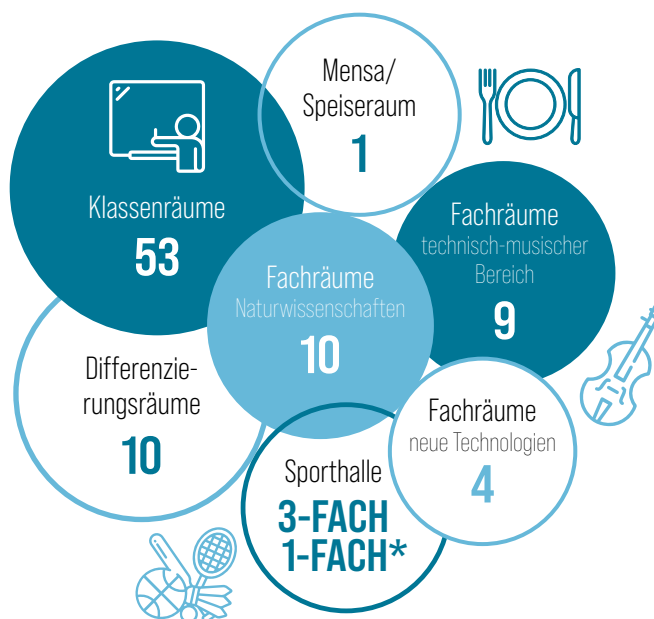 Mensa/
Speiseraum
1
Klassenräume
53
Fachräume
technisch-musischer
Bereich
9
Fachräume
Naturwissenschaften
10
Differenzie-
rungsräume
10
Fachräume
neue Technologien
4
Sporthalle
3-FACH
1-FACH*